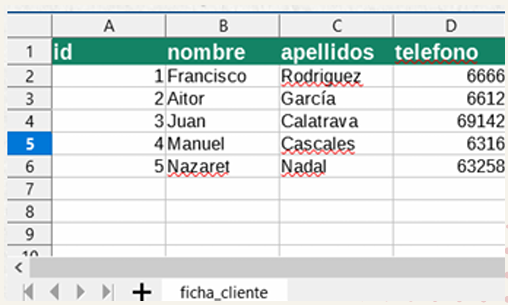 A B C D
1 id nombre apellidos telefono
2 1 Francisco Rodriguez 6666
3 2 Aitor García 6612
4 3 Juan Calatrava 69142
5 4 Manuel Cascales 6316
6 5 Nazaret Nadal 63258
7
8
9
10
ficha_cliente